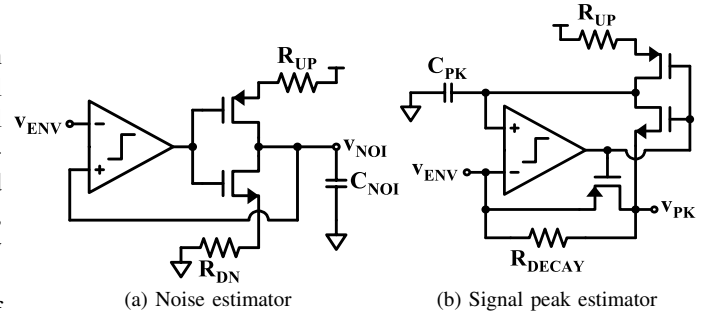 R_UP
v_ENV
−
+
v_NOI
C_NOI
R_DN
(a) Noise estimator
R_UP
C_PK
+
v_ENV
−
v_PK
R_DECAY
(b) Signal peak estimator